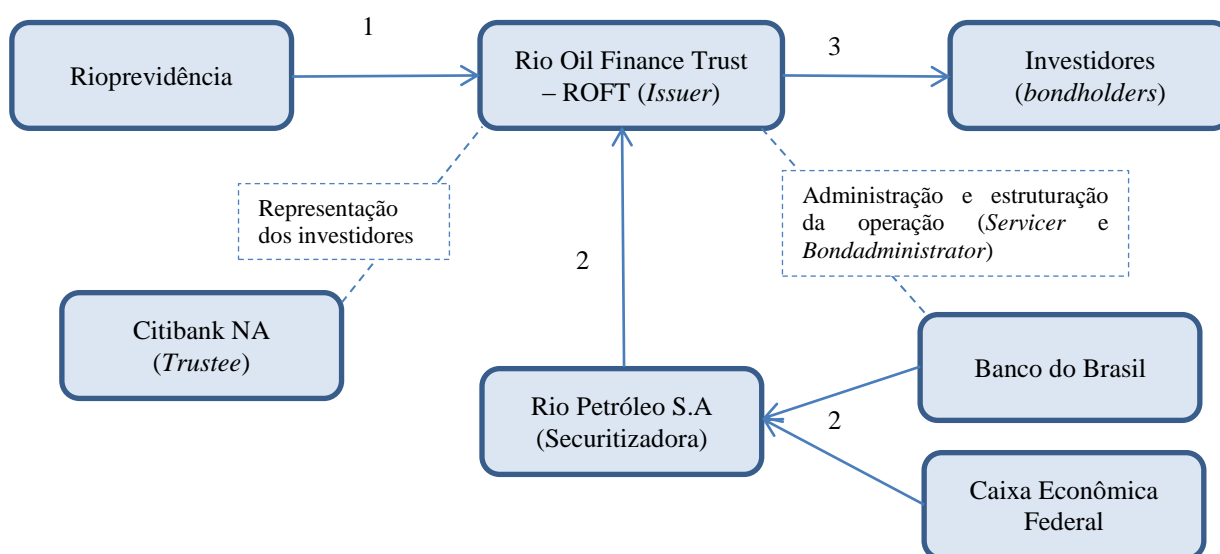 1
3
Rioprevidência
Rio Oil Finance Trust
– ROFT (Issuer)
Investidores
(bondholders)
Representação
dos investidores
Administração e estruturação
da operação (Servicer e
Bondadministrator)
2
Citibank NA
(Trustee)
Banco do Brasil
Rio Petróleo S.A
(Securitizadora)
2
Caixa Econômica
Federal